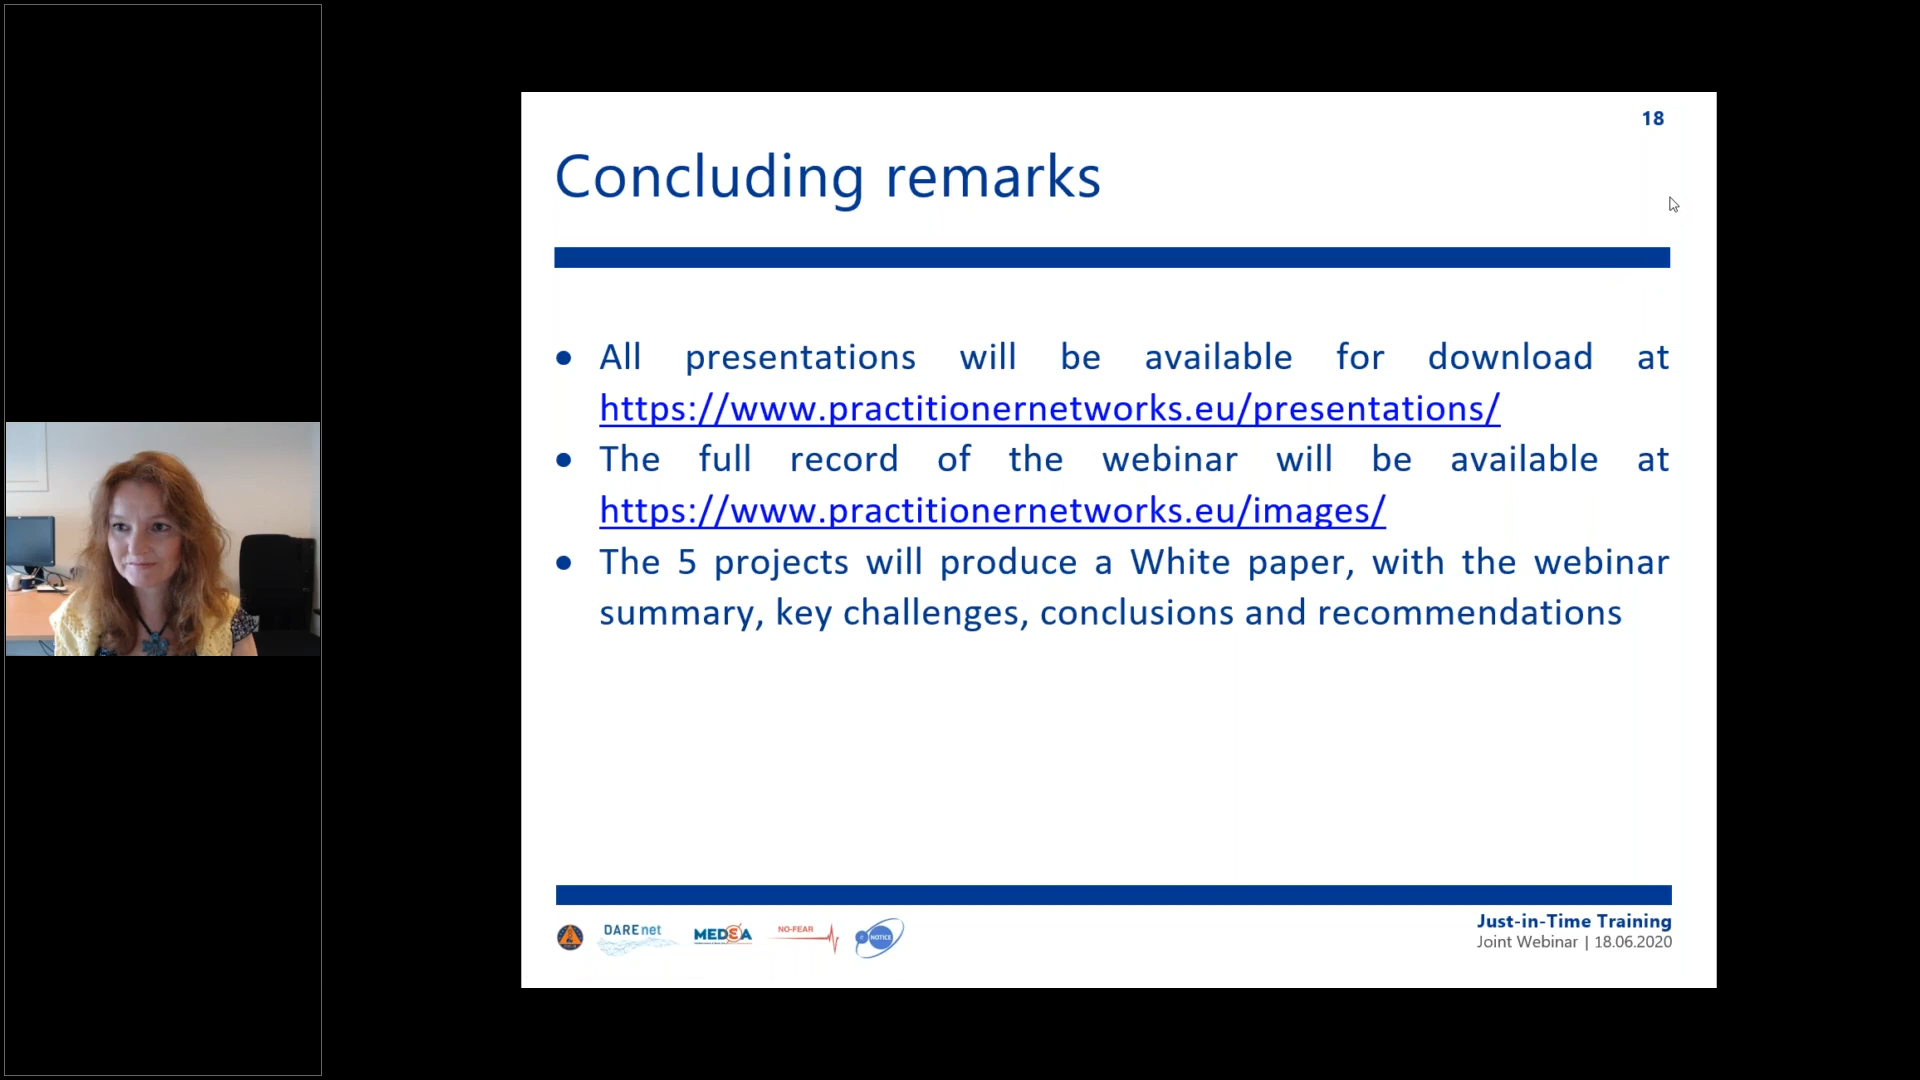 18
Concluding remarks
• All presentations will be available for download at
https://www.practitionernetworks.eu/presentations/
• The full record of the webinar will be available at
https://www.practitionernetworks.eu/images/
• The 5 projects will produce a White paper, with the webinar
summary, key challenges, conclusions and recommendations
DAREnet
MEDEA
NO-FEAR
e NOTICE
Just-in-Time Training
Joint Webinar | 18.06.2020